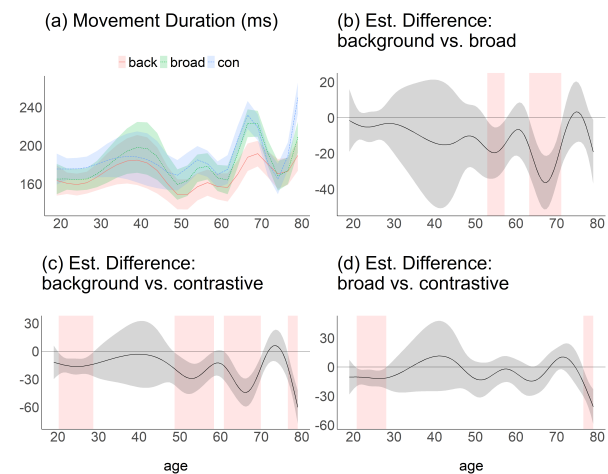 (a) Movement Duration (ms)
back broad con
240
200
160
20 30 40 50 60 70 80
(b) Est. Difference:
background vs. broad
20
0
-20
-40
20 30 40 50 60 70 80
(c) Est. Difference:
background vs. contrastive
30
0
-30
-60
20 30 40 50 60 70 80
age
(d) Est. Difference:
broad vs. contrastive
30
0
-30
-60
20 30 40 50 60 70 80
age